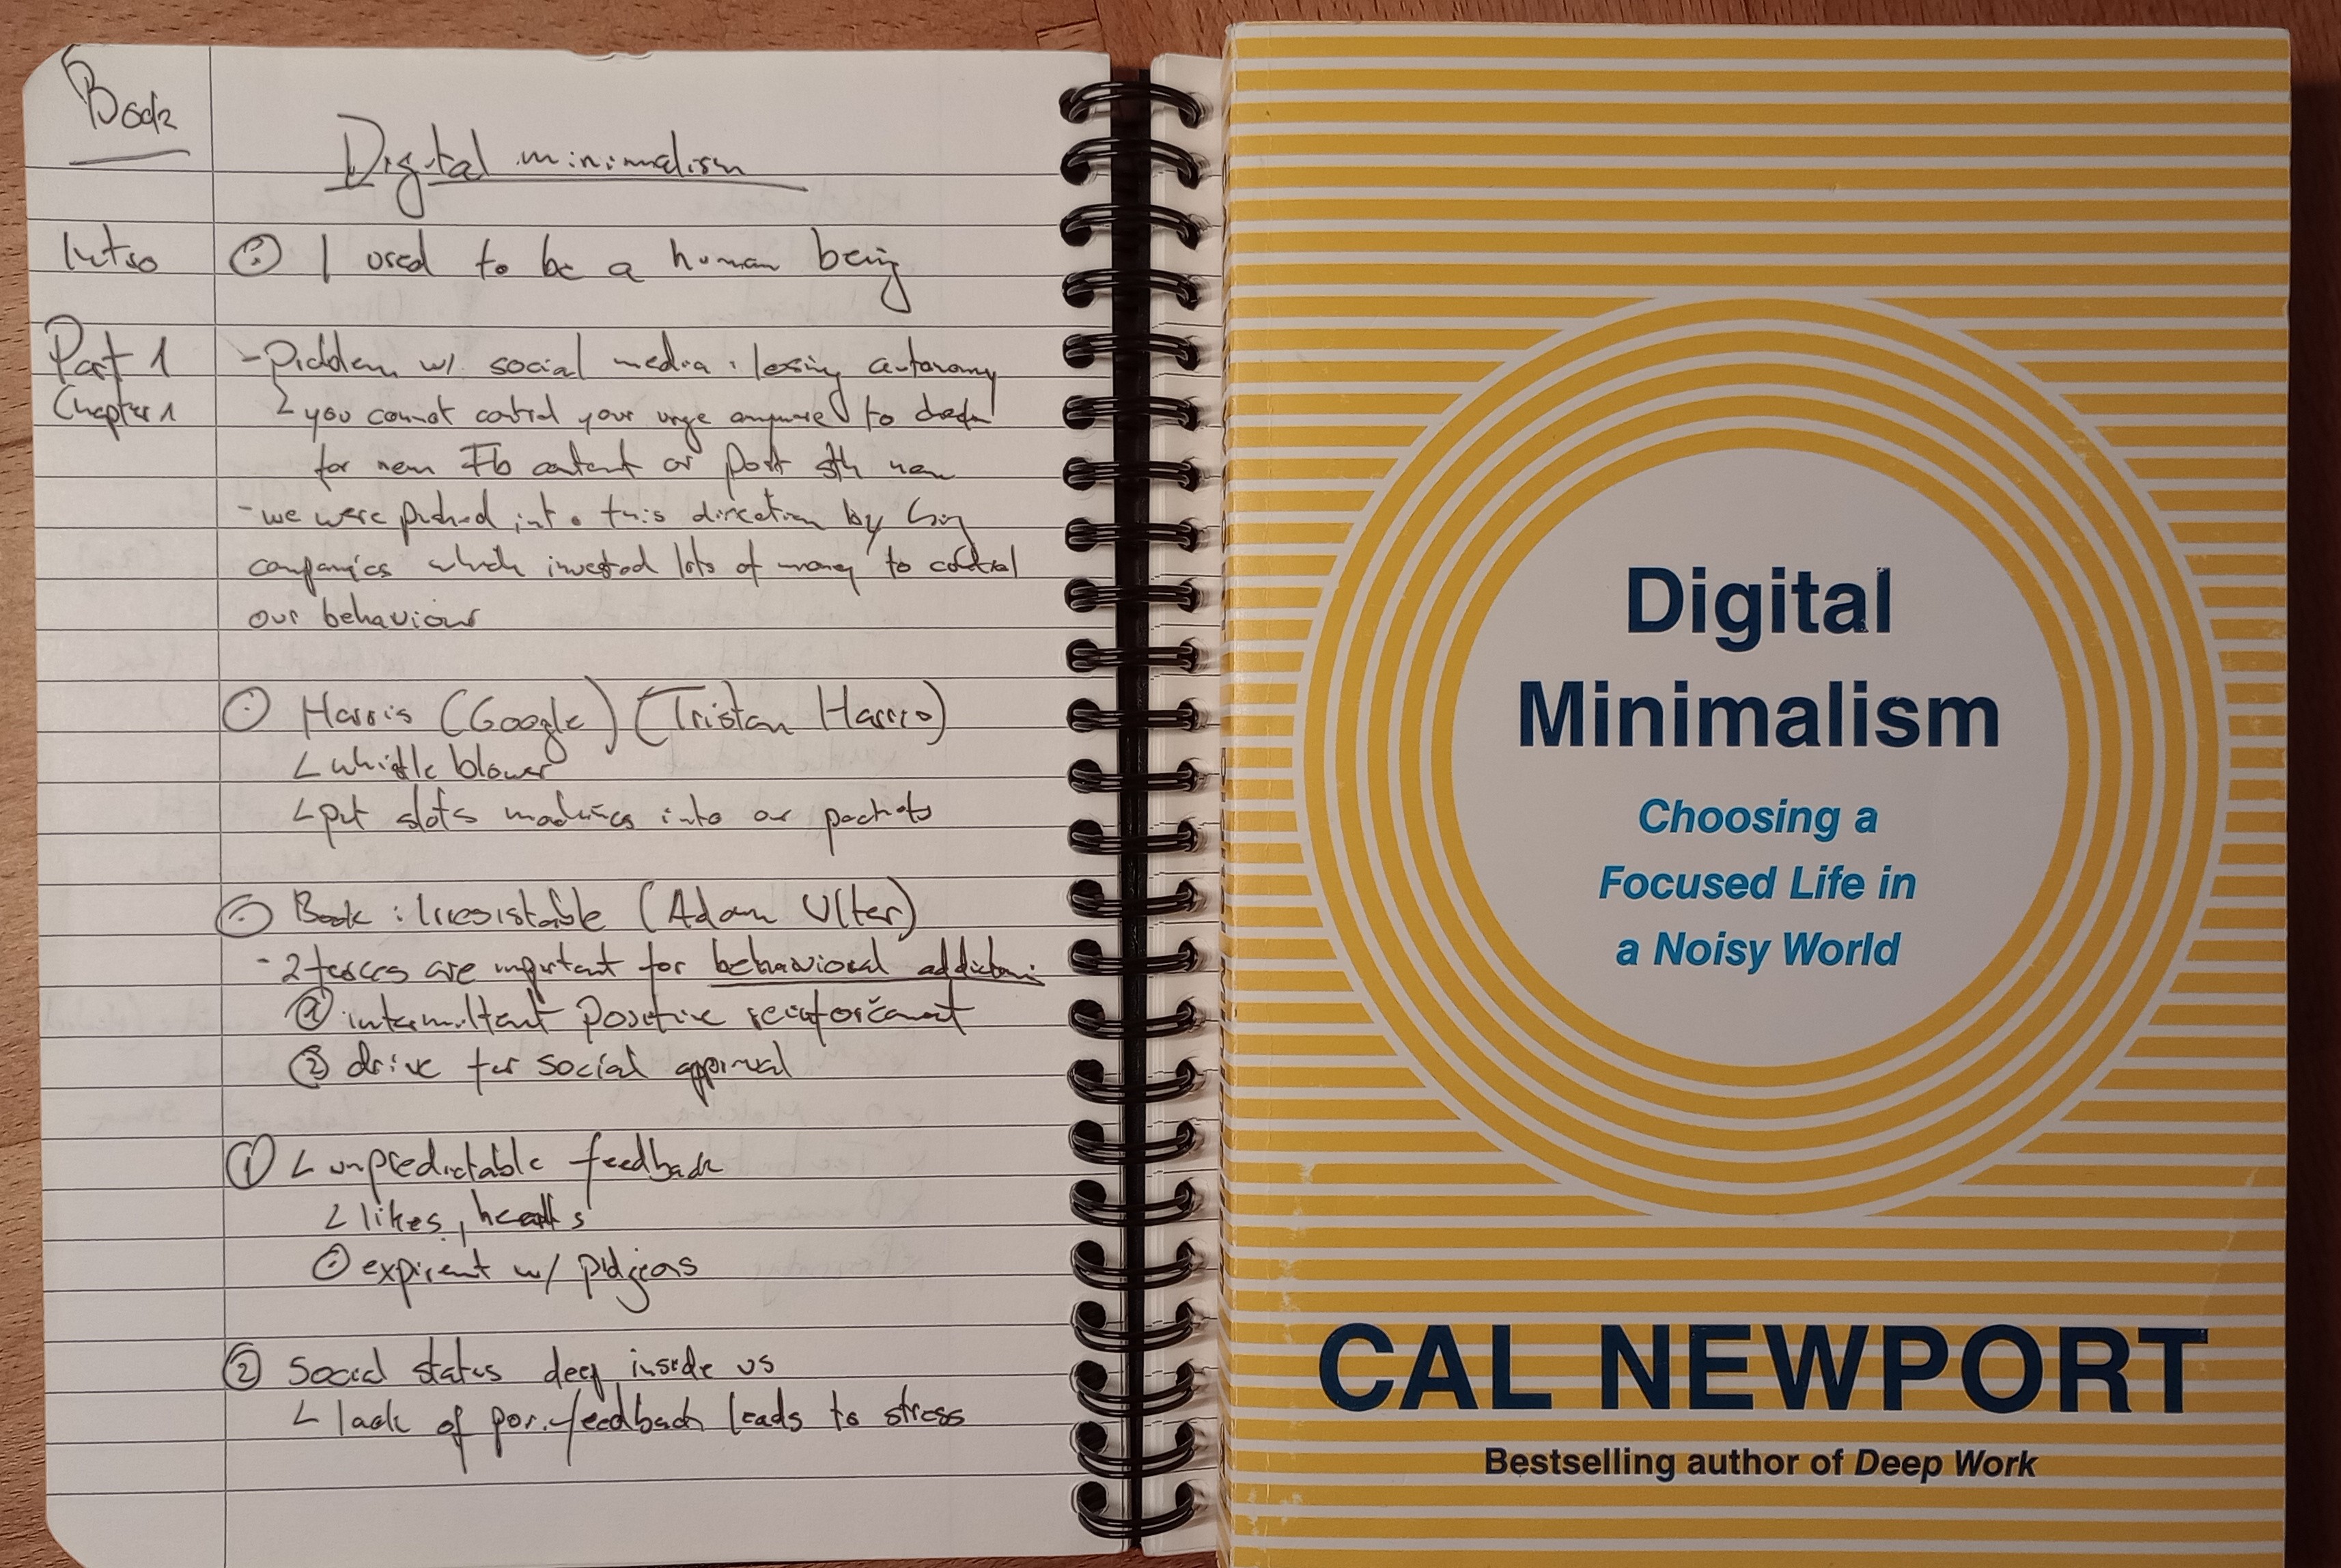 Book
Digital minimalism
Intro
I used to be a human being
Part 1
Chapter 1
- Problem w/ social media : losing autonomy
you cannot control your urge anymore to check
for new Fb content or post sth new
- we were pushed into this direction by big
companies which invested lots of money to control
our behaviour
Harris (Google) (Tristan Harris)
whistle blower
put slots machines into our pockets
Book : Irresistable (Adam Ulter)
- 2 forces are important for behavioral addiction:
① intermittent positive reinforcement
② drive for social approval
① unpredictable feedback
likes, hearts
expirent w/ pidgeons
② Social status deep inside us
lack of pos. feedback leads to stress
Digital
Minimalism
Choosing a
Focused Life in
a Noisy World
CAL NEWPORT
Bestselling author of Deep Work